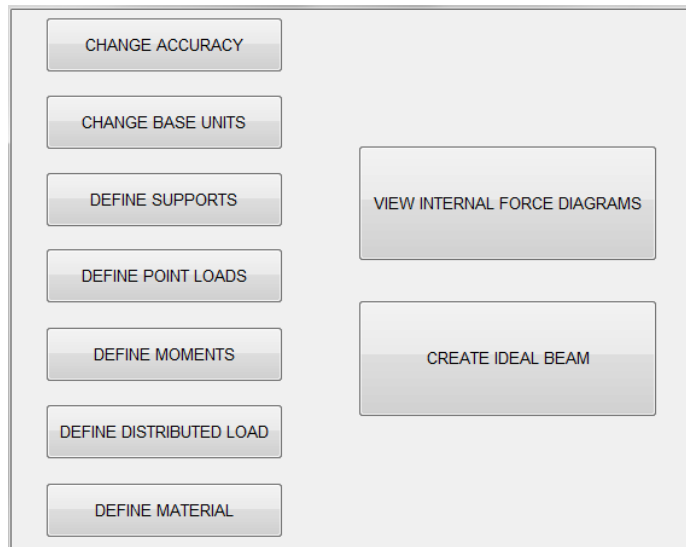 CHANGE ACCURACY
CHANGE BASE UNITS
DEFINE SUPPORTS
DEFINE POINT LOADS
DEFINE MOMENTS
DEFINE DISTRIBUTED LOAD
DEFINE MATERIAL
VIEW INTERNAL FORCE DIAGRAMS
CREATE IDEAL BEAM